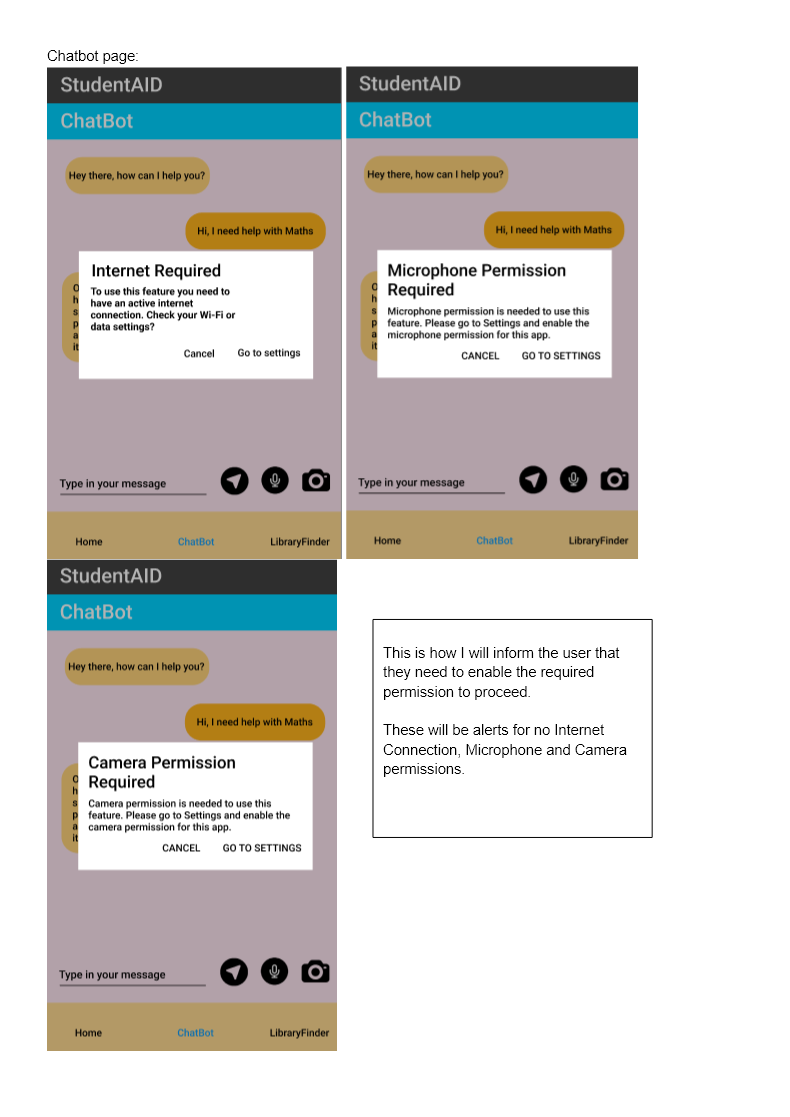 Chatbot page:
StudentAID
ChatBot
Hey there, how can I help you?
Hi, I need help with Maths
O
h
s
p
a
it
Internet Required
To use this feature you need to
have an active internet
connection. Check your Wi-Fi or
data settings?
Cancel Go to settings
Type in your message
Home ChatBot LibraryFinder
StudentAID
ChatBot
Hey there, how can I help you?
Hi, I need help with Maths
O
h
s
p
a
it
Microphone Permission
Required
Microphone permission is needed to use this
feature. Please go to Settings and enable the
microphone permission for this app.
CANCEL GO TO SETTINGS
Type in your message
Home ChatBot LibraryFinder
StudentAID
ChatBot
Hey there, how can I help you?
Hi, I need help with Maths
O
h
s
p
a
it
Camera Permission
Required
Camera permission is needed to use this
feature. Please go to Settings and enable the
camera permission for this app.
CANCEL GO TO SETTINGS
Type in your message
Home ChatBot LibraryFinder
This is how I will inform the user that
they need to enable the required
permission to proceed.
These will be alerts for no Internet
Connection, Microphone and Camera
permissions.